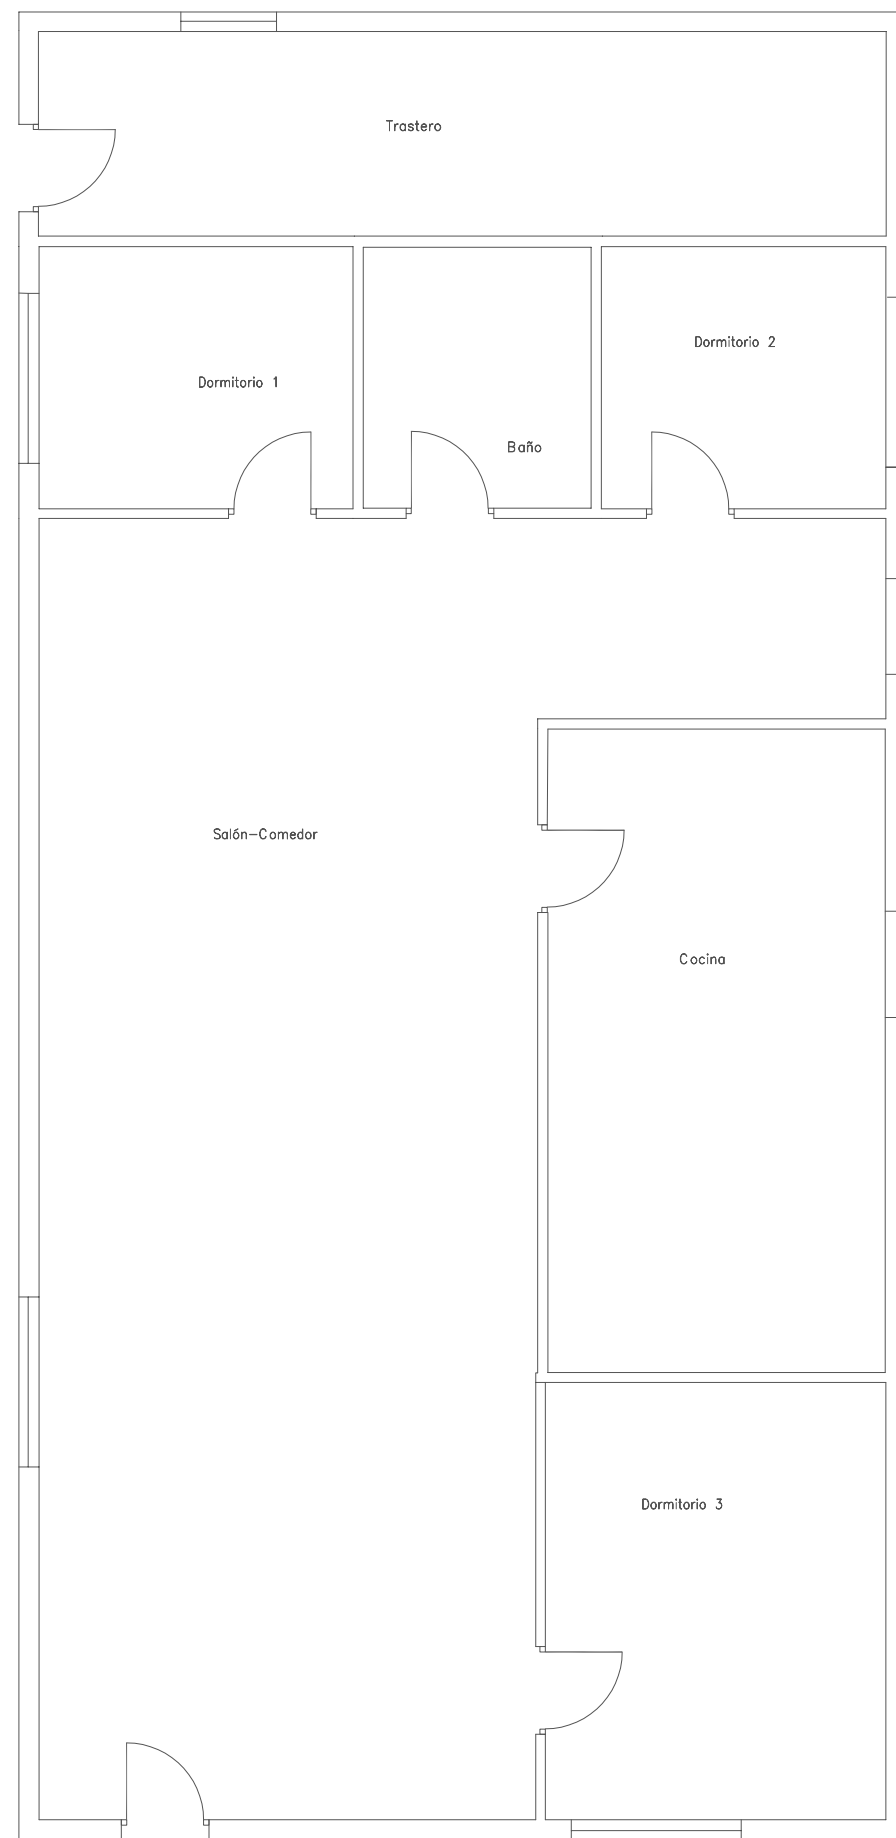 Trastero
Dormitorio 2
Dormitorio 1
Baño
Salón-Comedor
Cocina
Dormitorio 3